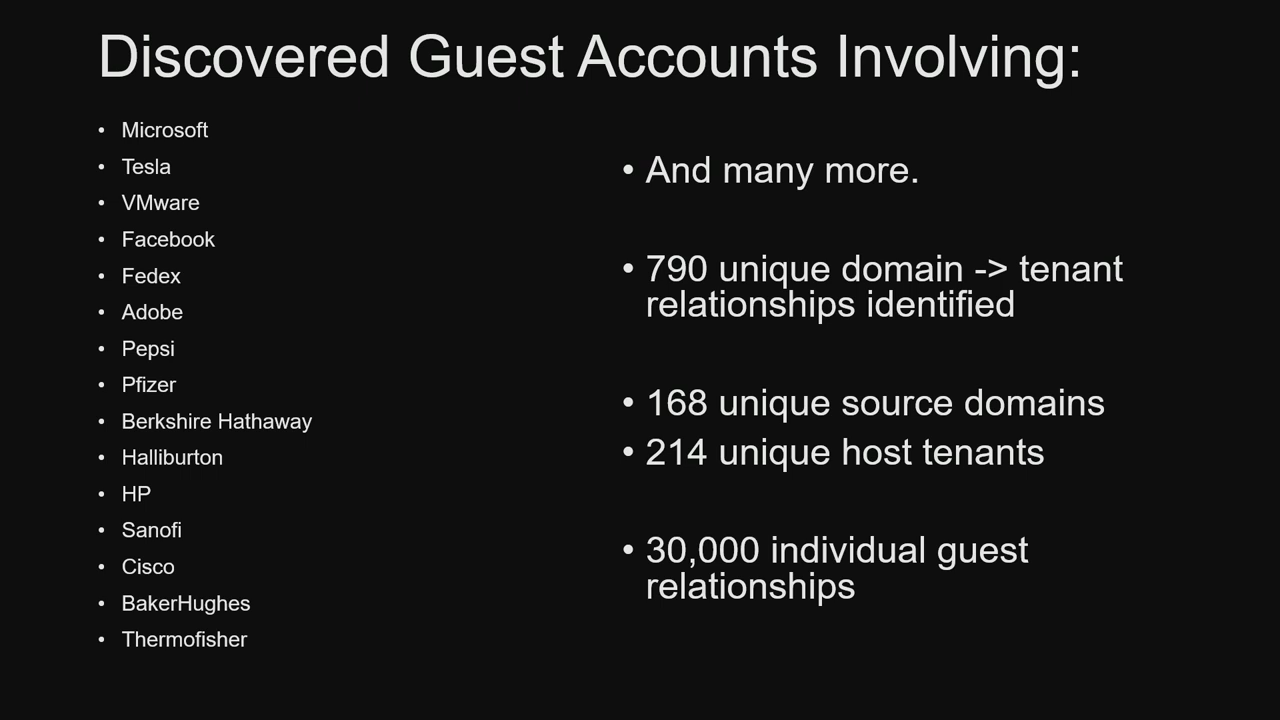 Discovered Guest Accounts Involving:
• Microsoft
• Tesla
• VMware
• Facebook
• Fedex
• Adobe
• Pepsi
• Pfizer
• Berkshire Hathaway
• Halliburton
• HP
• Sanofi
• Cisco
• BakerHughes
• Thermofisher
• And many more.
• 790 unique domain -> tenant
relationships identified
• 168 unique source domains
• 214 unique host tenants
• 30,000 individual guest
relationships